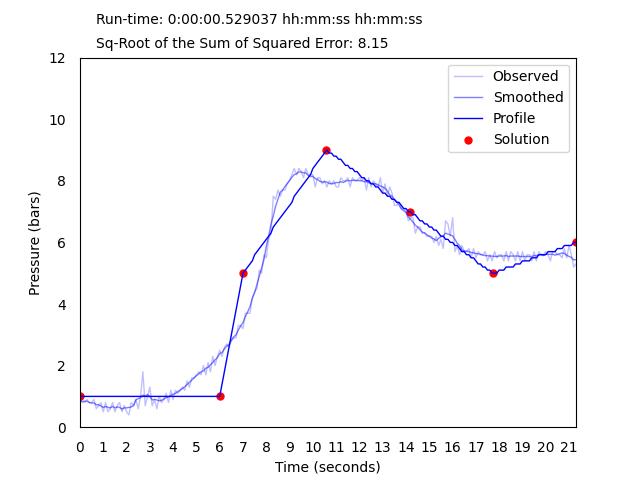 Run-time: 0:00:00.529037 hh:mm:ss hh:mm:ss
Sq-Root of the Sum of Squared Error: 8.15
Observed
Smoothed
Profile
Solution
Pressure (bars)
12
10
8
6
4
2
0
0 1 2 3 4 5 6 7 8 9 10 11 12 13 14 15 16 17 18 19 20 21
Time (seconds)